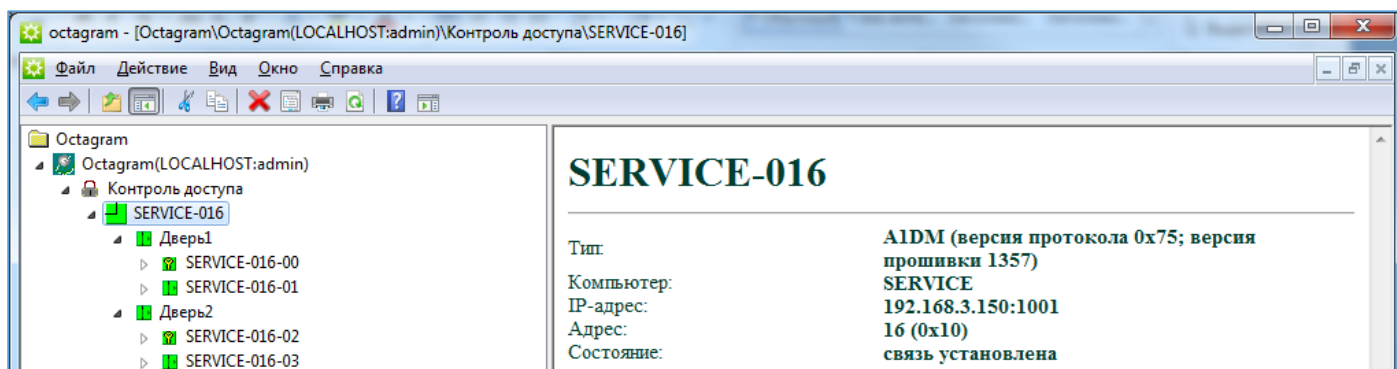 octagram - [Octagram\Octagram(LOCALHOST:admin)\Контроль доступа\SERVICE-016]
Файл Действие Вид Окно Справка
Octagram
Octagram(LOCALHOST:admin)
Контроль доступа
SERVICE-016
Дверь1
SERVICE-016-00
SERVICE-016-01
Дверь2
SERVICE-016-02
SERVICE-016-03
SERVICE-016
Тип: A1DM (версия протокола 0x75; версия
прошивки 1357)
Компьютер: SERVICE
IP-адрес: 192.168.3.150:1001
Адрес: 16 (0x10)
Состояние: связь установлена